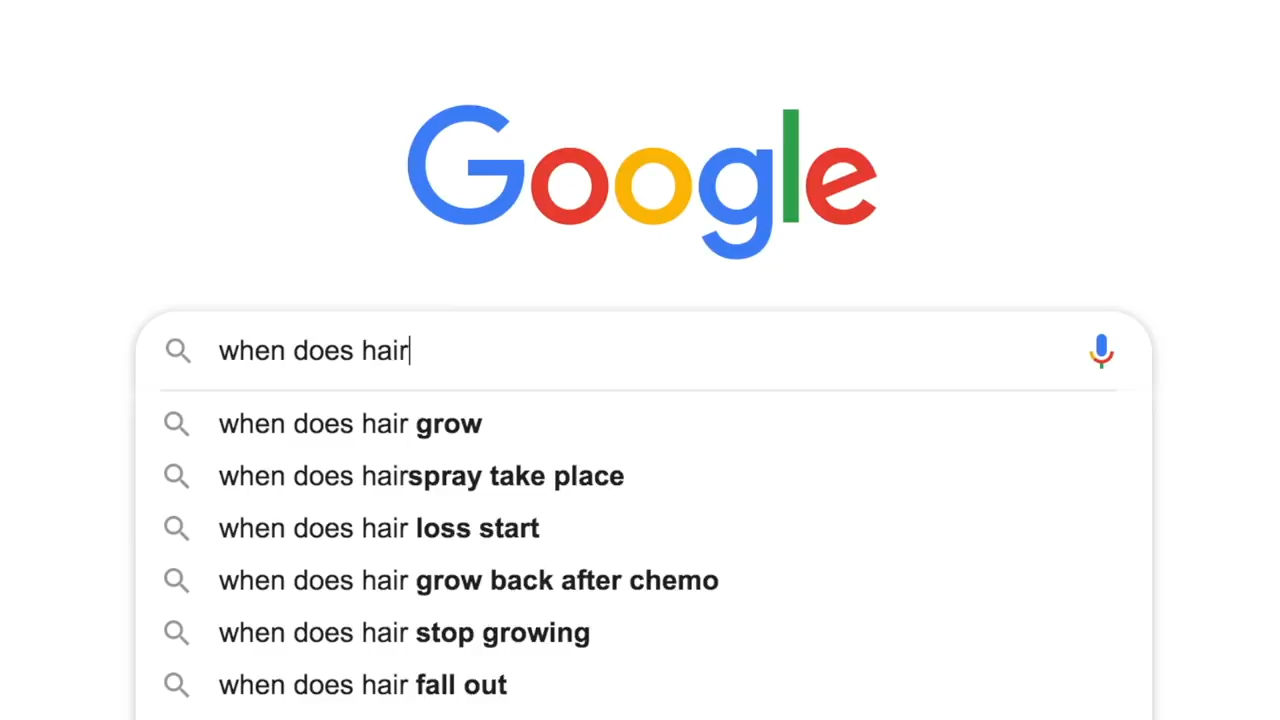 Google
when does hair
when does hair grow
when does hairspray take place
when does hair loss start
when does hair grow back after chemo
when does hair stop growing
when does hair fall out